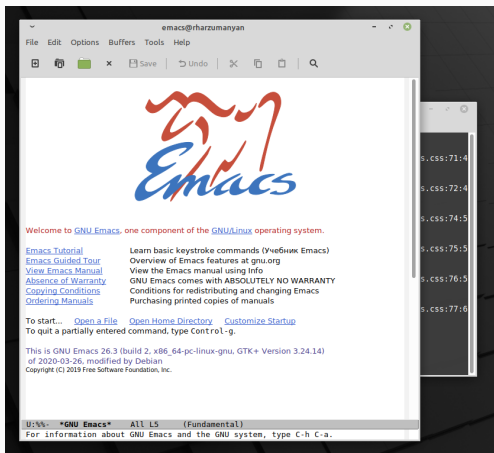 emacs@rharzumanyan
File Edit Options Buffers Tools Help
Save Undo
Emacs
Welcome to GNU Emacs, one component of the GNU/Linux operating system.
Emacs Tutorial Learn basic keystroke commands (Учебник Emacs)
Emacs Guided Tour Overview of Emacs features at gnu.org
View Emacs Manual View the Emacs manual using Info
Absence of Warranty GNU Emacs comes with ABSOLUTELY NO WARRANTY
Copying Conditions Conditions for redistributing and changing Emacs
Ordering Manuals Purchasing printed copies of manuals
To start... Open a File Open Home Directory Customize Startup
To quit a partially entered command, type Control-g.
This is GNU Emacs 26.3 (build 2, x86_64-pc-linux-gnu, GTK+ Version 3.24.14)
of 2020-03-26, modified by Debian
Copyright (C) 2019 Free Software Foundation, Inc.
U:%%- *GNU Emacs* All L5 (Fundamental)
For information about GNU Emacs and the GNU system, type C-h C-a.
s.css:71:4
s.css:72:4
s.css:74:5
s.css:75:5
s.css:76:5
s.css:77:6